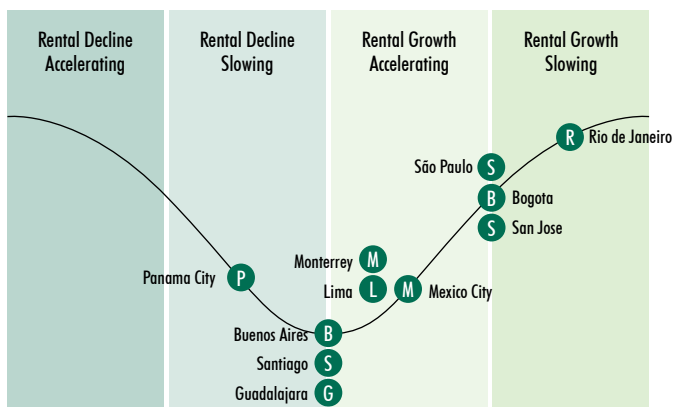 Rental Decline
Accelerating
Rental Decline
Slowing
Rental Growth
Accelerating
Rental Growth
Slowing
R Rio de Janeiro
São Paulo S
B Bogota
S San Jose
Monterrey M
Panama City P
Lima L
M Mexico City
Buenos Aires B
Santiago S
Guadalajara G